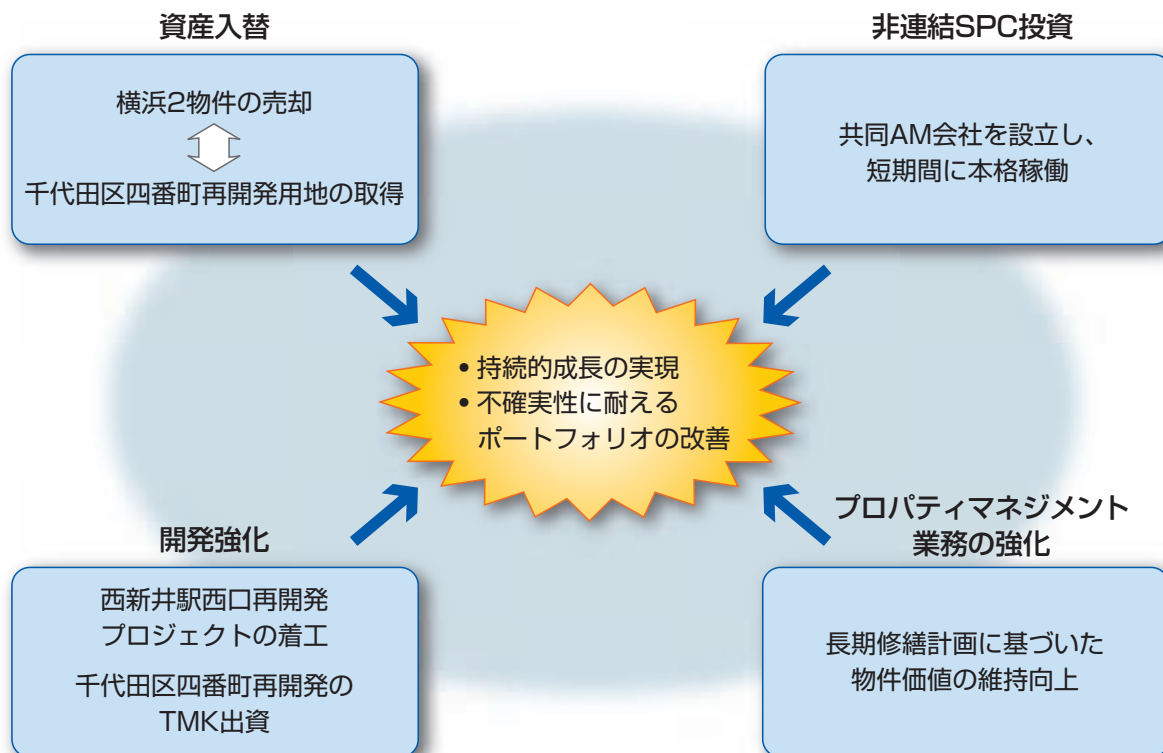 資産入替
横浜2物件の売却
千代田区四番町再開発用地の取得
非連結SPC投資
共同AM会社を設立し、
短期間に本格稼働
• 持続的成長の実現
• 不確実性に耐える
ポートフォリオの改善
開発強化
西新井駅西口再開発
プロジェクトの着工
千代田区四番町再開発の
TMK出資
プロパティマネジメント
業務の強化
長期修繕計画に基づいた
物件価値の維持向上